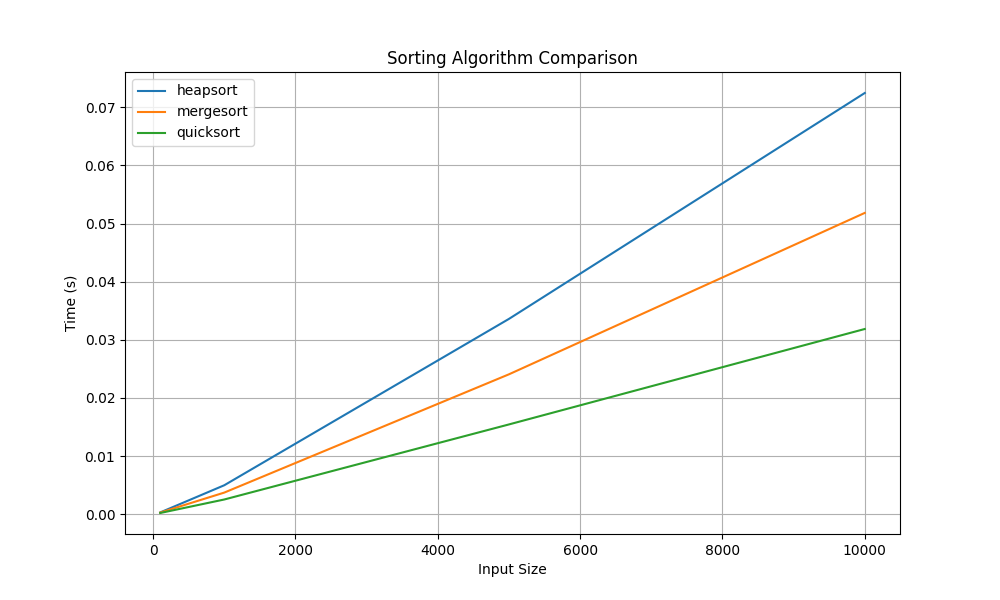 Sorting Algorithm Comparison
heapsort
mergesort
quicksort
0.07
0.06
0.05
0.04
0.03
0.02
0.01
0.00
Time (s)
0 2000 4000 6000 8000 10000
Input Size